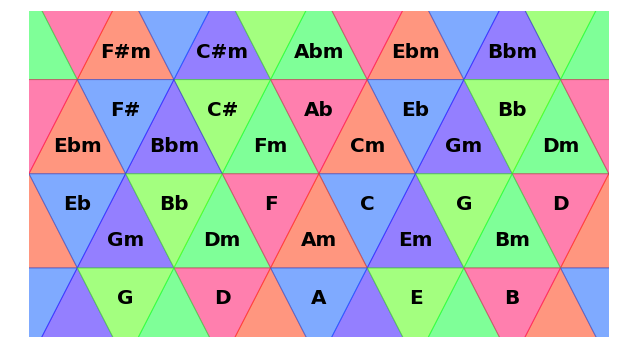 F#m C#m Abm Ebm Bbm
F# C# Ab Eb Bb
Ebm Bbm Fm Cm Gm Dm
Eb Bb F C G D
Gm Dm Am Em Bm
G D A E B